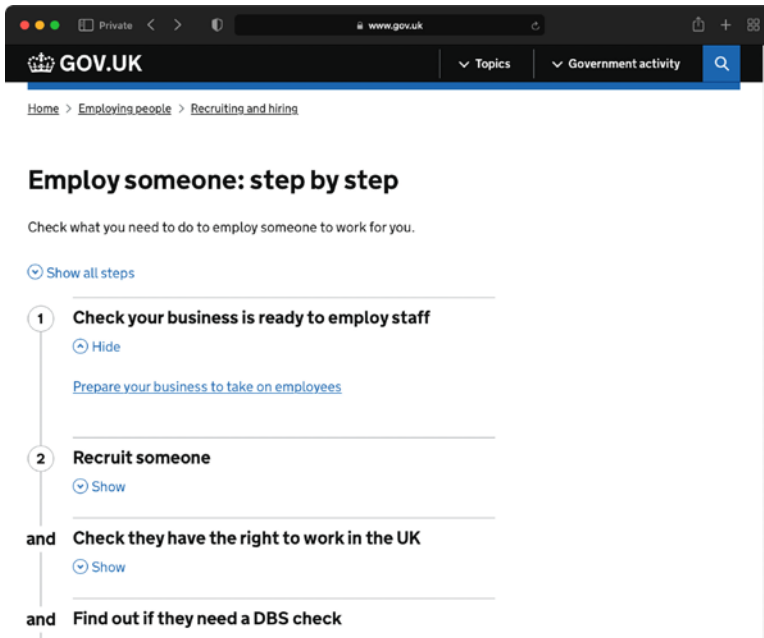 Private
www.gov.uk
GOV.UK
Topics
Government activity
Home > Employing people > Recruiting and hiring
Employ someone: step by step
Check what you need to do to employ someone to work for you.
Show all steps
1 Check your business is ready to employ staff
Hide
Prepare your business to take on employees
2 Recruit someone
Show
and Check they have the right to work in the UK
Show
and Find out if they need a DBS check